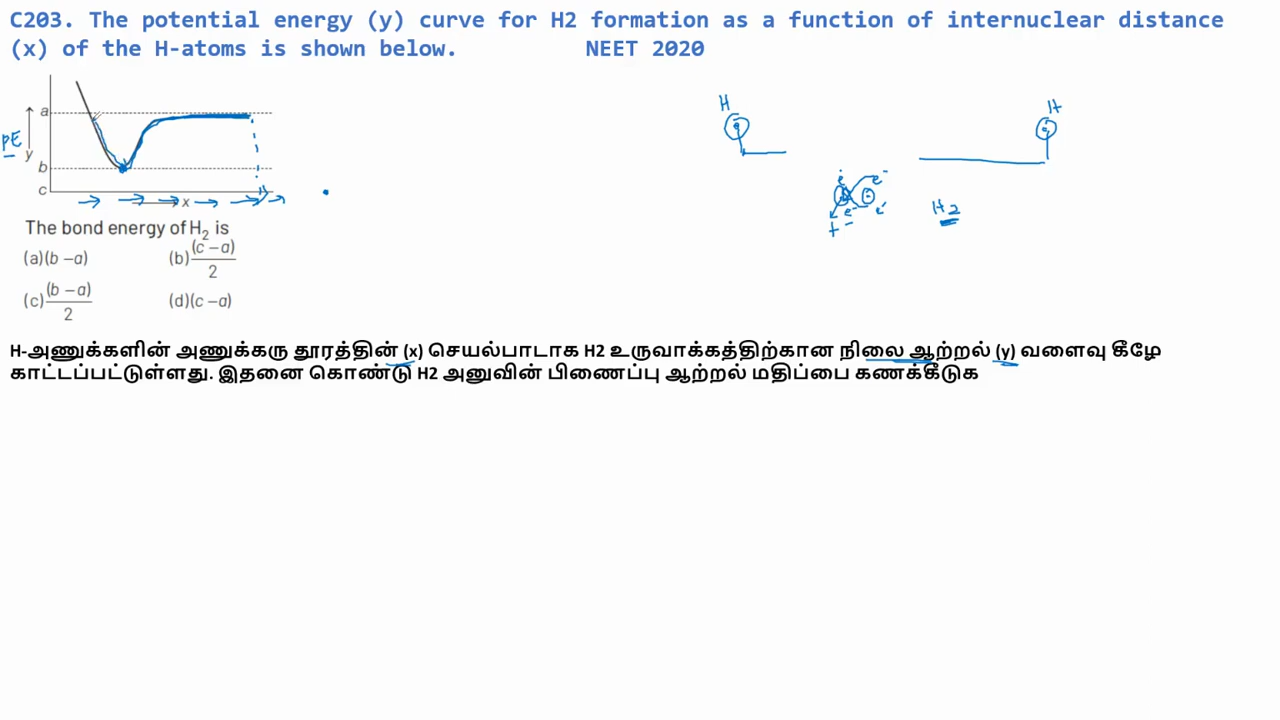 C203. The potential energy (y) curve for H2 formation as a function of internuclear distance
(x) of the H-atoms is shown below. NEET 2020
a
PE
y
b
c
x
H
H
e
e⁻
e⁻
e⁻
+ -
H2
The bond energy of H₂ is
(a)(b – a) (b) (c – a)/2
(c) (b – a)/2 (d)(c – a)
H-அணுக்களின் அணுக்கரு தூரத்தின் (x) செயல்பாடாக H2 உருவாக்கத்திற்கான நிலை ஆற்றல் (y) வளைவு கீழே
காட்டப்பட்டுள்ளது. இதனை கொண்டு H2 அனுவின் பிணைப்பு ஆற்றல் மதிப்பை கணக்கீடுக